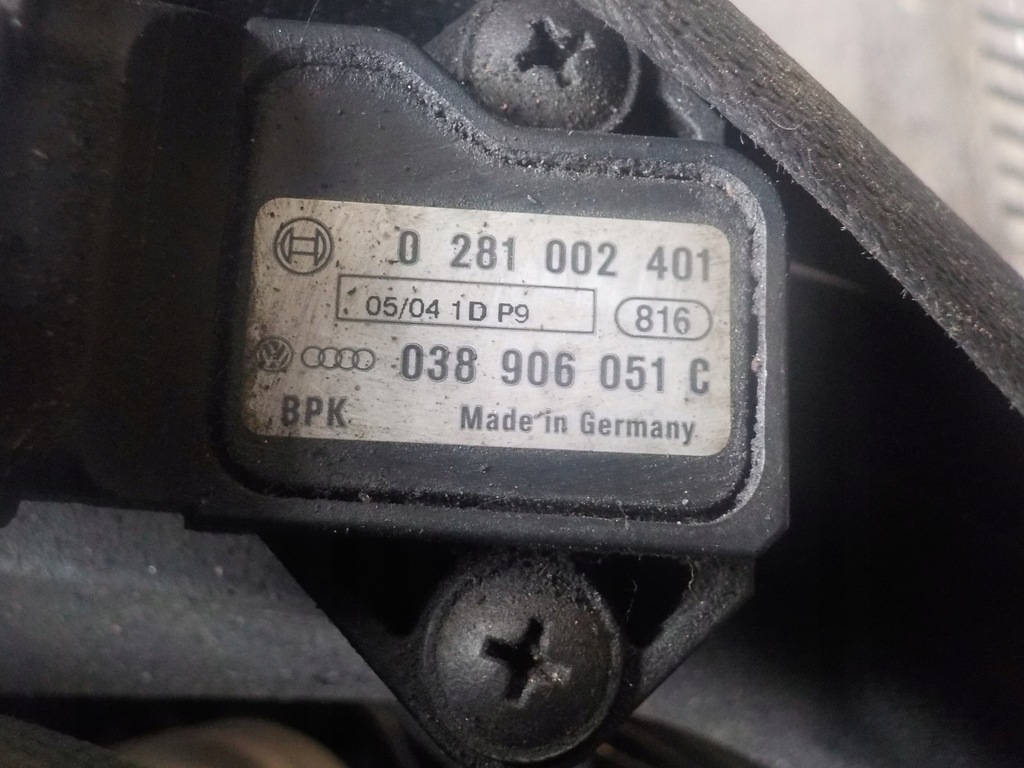 0 281 002 401
05/04 1D P9 816
038 906 051 C
BPK Made in Germany